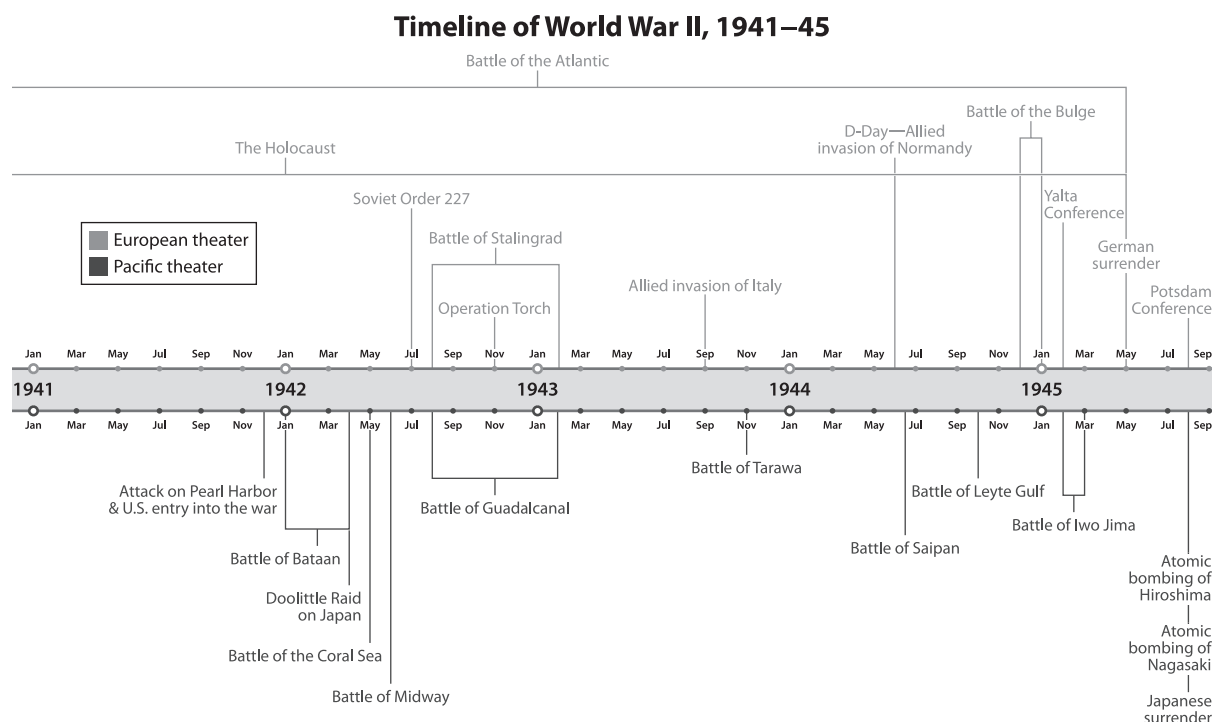 Timeline of World War II, 1941–45
Battle of the Atlantic
Battle of the Bulge
D-Day—Allied
invasion of Normandy
The Holocaust
Soviet Order 227
Yalta
Conference
European theater
Pacific theater
Battle of Stalingrad
German
surrender
Allied invasion of Italy
Potsdam
Conference
Operation Torch
Jan Mar May Jul Sep Nov Jan Mar May Jul Sep Nov Jan Mar May Jul Sep Nov Jan Mar May Jul Sep Nov Jan Mar May Jul Sep
1941 1942 1943 1944 1945
Jan Mar May Jul Sep Nov Jan Mar May Jul Sep Nov Jan Mar May Jul Sep Nov Jan Mar May Jul Sep Nov Jan Mar May Jul Sep
Attack on Pearl Harbor
& U.S. entry into the war
Battle of Guadalcanal
Battle of Tarawa
Battle of Leyte Gulf
Battle of Iwo Jima
Battle of Bataan
Battle of Saipan
Doolittle Raid
on Japan
Atomic
bombing of
Hiroshima
Battle of the Coral Sea
Atomic
bombing of
Nagasaki
Battle of Midway
Japanese
surrender